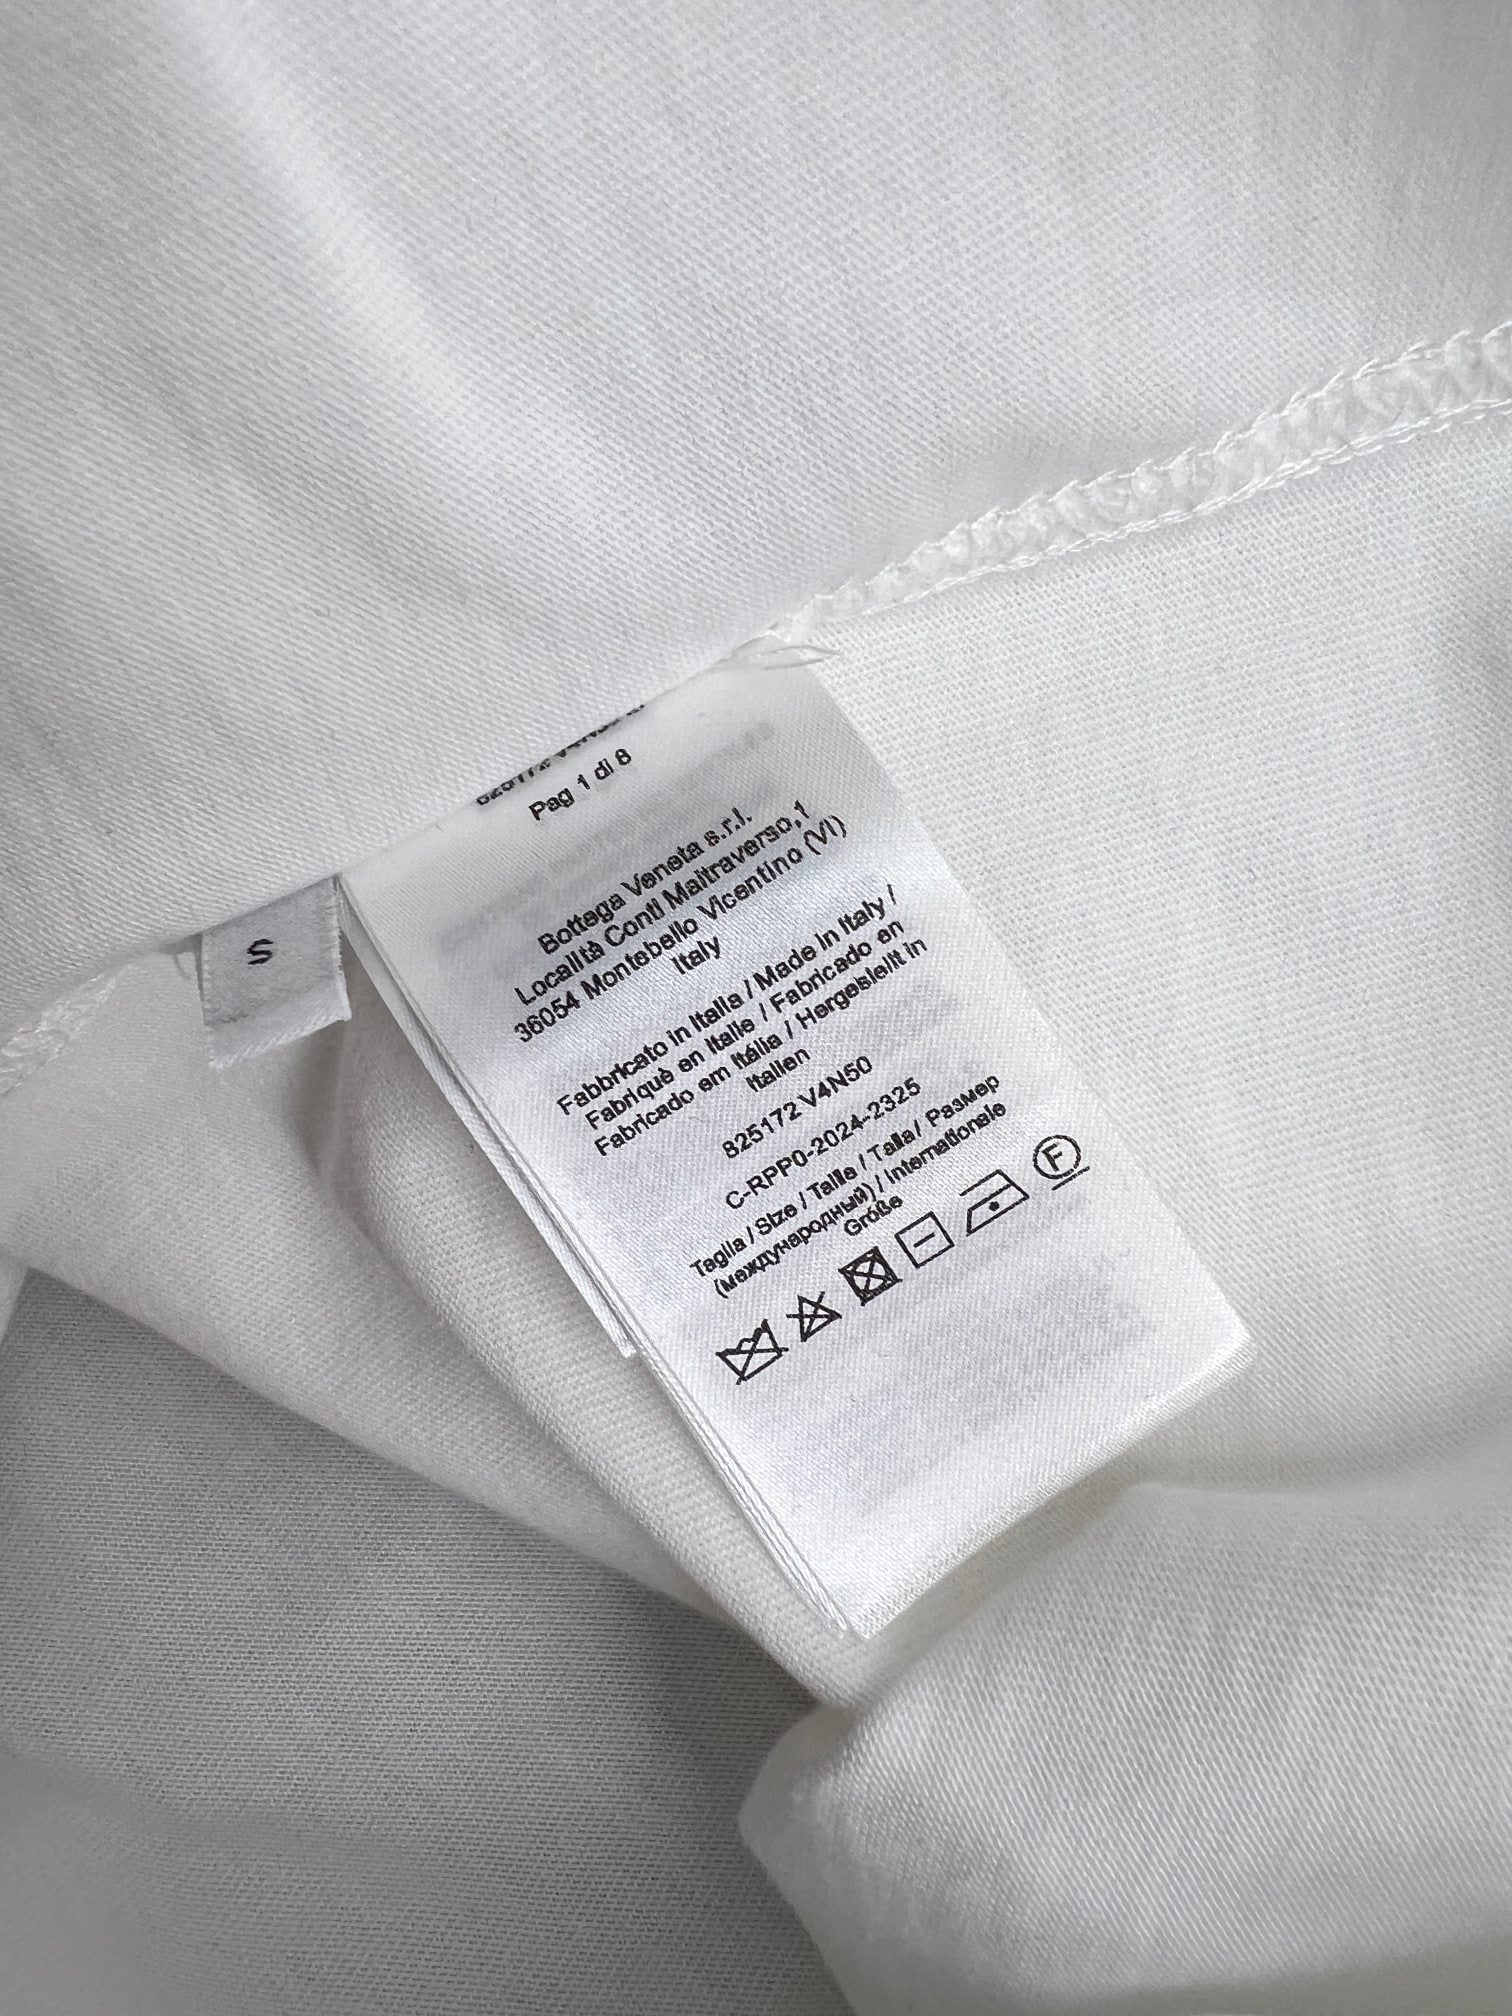 Pag 1 di 8
Bottega Veneta s.r.l.
Località Conti Maltraverso,1
36054 Montebello Vicentino (VI)
Italy
Fabbricato in Italia / Made in Italy /
Fabriqué en Italie / Fabricado en
Fabricado em Itália / Hergestellt in
Italien
825172 V4N50
C-RPP0-2024-2325
Taglia / Size / Taille / Talla / Размер
(международный) / Internationale
Größe
F
S